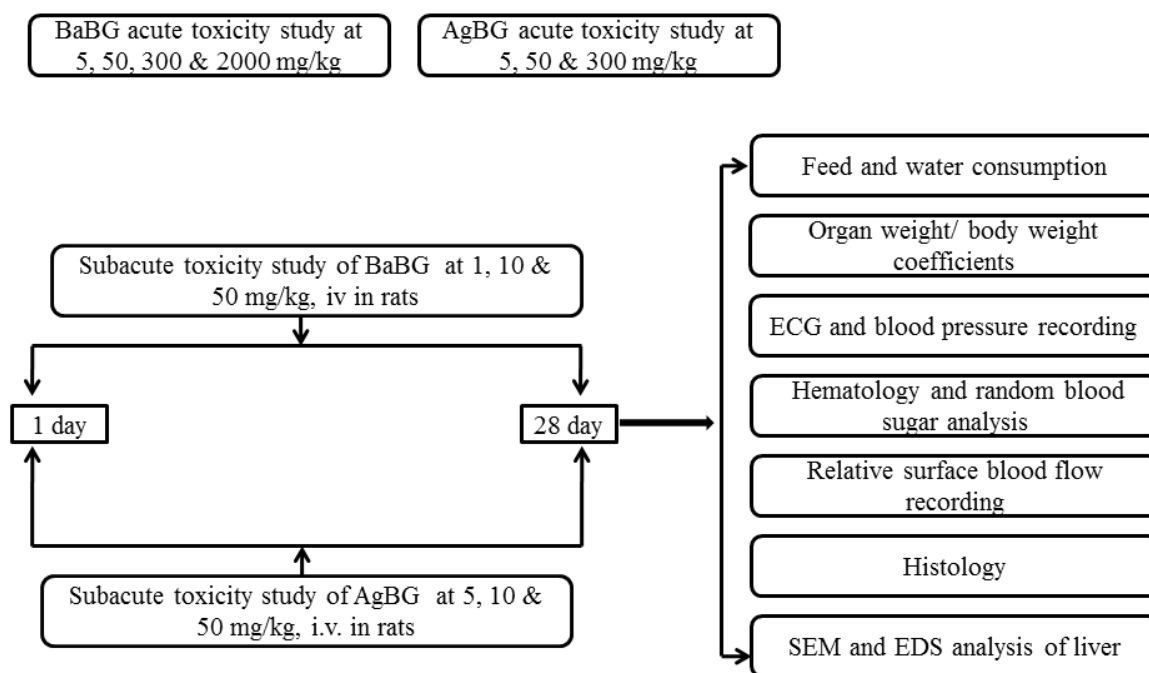 BaBG acute toxicity study at
5, 50, 300 & 2000 mg/kg
AgBG acute toxicity study at
5, 50 & 300 mg/kg
Subacute toxicity study of BaBG at 1, 10 &
50 mg/kg, iv in rats
1 day
28 day
Subacute toxicity study of AgBG at 5, 10 &
50 mg/kg, i.v. in rats
Feed and water consumption
Organ weight/ body weight
coefficients
ECG and blood pressure recording
Hematology and random blood
sugar analysis
Relative surface blood flow
recording
Histology
SEM and EDS analysis of liver